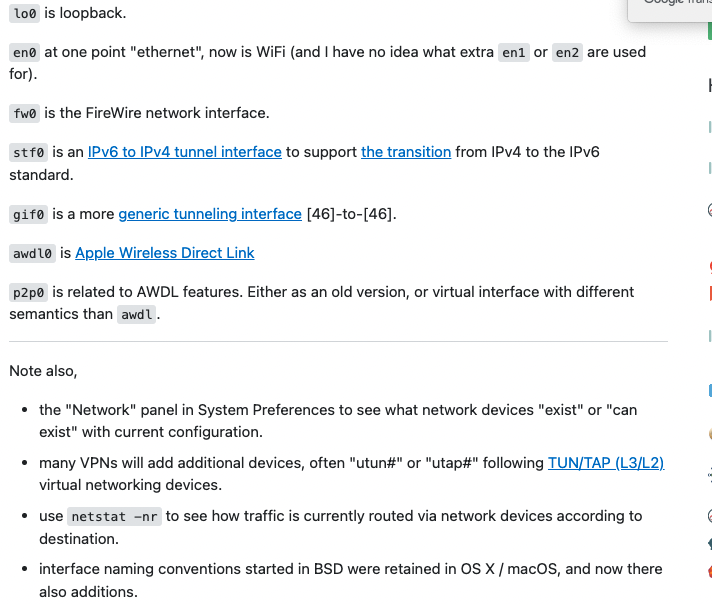 lo0 is loopback.
en0 at one point "ethernet", now is WiFi (and I have no idea what extra en1 or en2 are used
for).
fw0 is the FireWire network interface.
stf0 is an IPv6 to IPv4 tunnel interface to support the transition from IPv4 to the IPv6
standard.
gif0 is a more generic tunneling interface [46]-to-[46].
awdl0 is Apple Wireless Direct Link
p2p0 is related to AWDL features. Either as an old version, or virtual interface with different
semantics than awdl.
Note also,
• the "Network" panel in System Preferences to see what network devices "exist" or "can
exist" with current configuration.
• many VPNs will add additional devices, often "utun#" or "utap#" following TUN/TAP (L3/L2)
virtual networking devices.
• use netstat -nr to see how traffic is currently routed via network devices according to
destination.
• interface naming conventions started in BSD were retained in OS X / macOS, and now there
also additions.